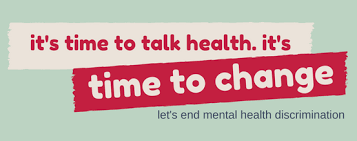 it's time to talk health. it's
time to change
let's end mental health discrimination